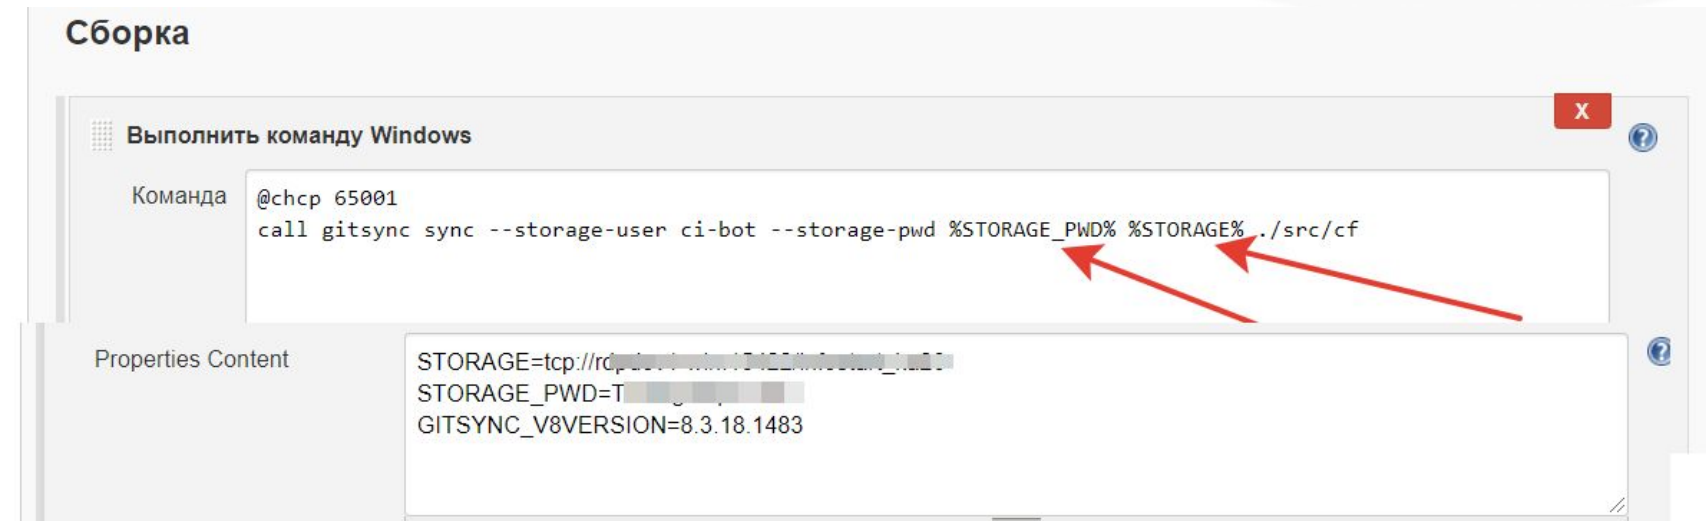 Сборка
X
Выполнить команду Windows
Команда
@chcp 65001
call gitsync sync --storage-user ci-bot --storage-pwd %STORAGE_PWD% %STORAGE% ./src/cf
Properties Content
STORAGE=tcp://
STORAGE_PWD=T
GITSYNC_V8VERSION=8.3.18.1483